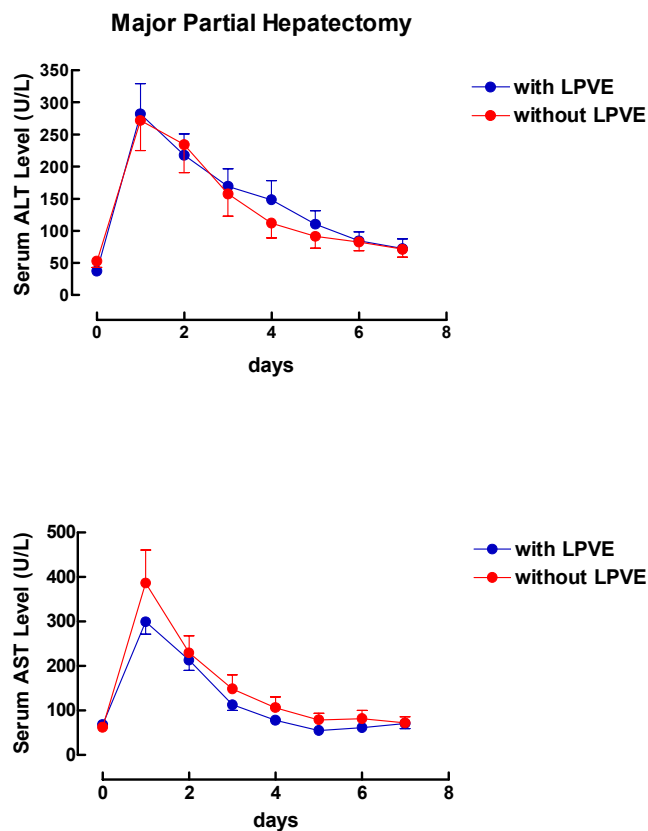 Major Partial Hepatectomy
350
300
250
200
150
100
50
0
Serum ALT Level (U/L)
0 2 4 6 8
days
with LPVE
without LPVE
500
400
300
200
100
0
Serum AST Level (U/L)
0 2 4 6 8
days
with LPVE
without LPVE